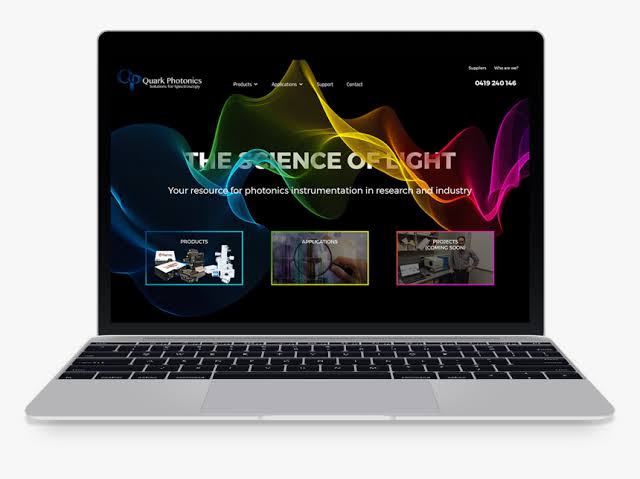 Suppliers Who are we?
Quark Photonics
Solutions for Spectroscopy
Products Applications Support Contact
0419 240 146
THE SCIENCE OF LIGHT
Your resource for photonics instrumentation in research and industry
PRODUCTS
APPLICATIONS
PROJECTS
(COMING SOON)